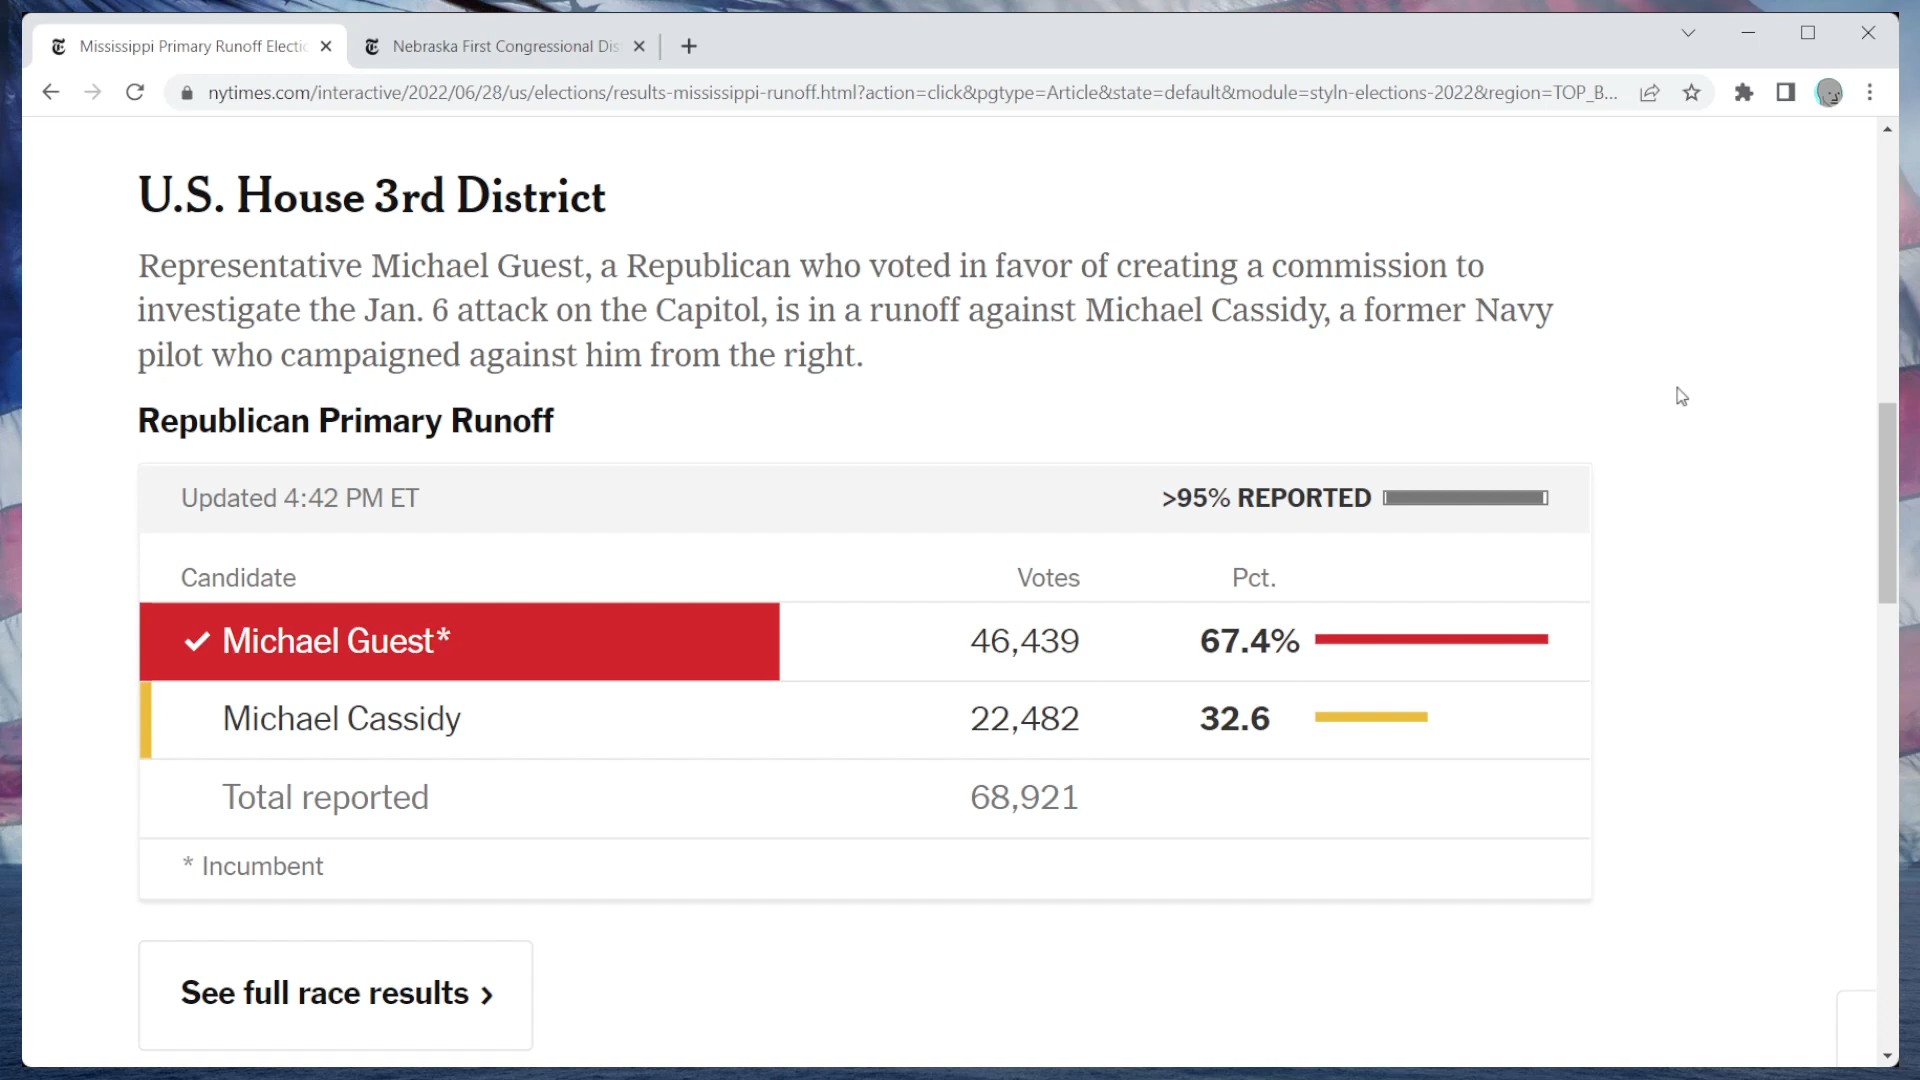 Mississippi Primary Runoff Electio
Nebraska First Congressional Dis
nytimes.com/interactive/2022/06/28/us/elections/results-mississippi-runoff.html?action=click&pgtype=Article&state=default&module=styln-elections-2022&region=TOP_B...
U.S. House 3rd District
Representative Michael Guest, a Republican who voted in favor of creating a commission to
investigate the Jan. 6 attack on the Capitol, is in a runoff against Michael Cassidy, a former Navy
pilot who campaigned against him from the right.
Republican Primary Runoff
Updated 4:42 PM ET >95% REPORTED
Candidate Votes Pct.
Michael Guest* 46,439 67.4%
Michael Cassidy 22,482 32.6
Total reported 68,921
* Incumbent
See full race results ›